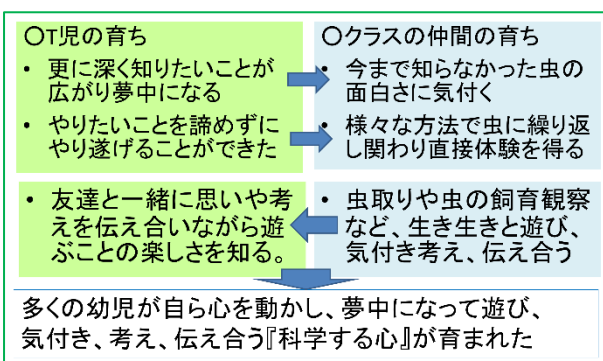 〇T児の育ち
• 更に深く知りたいことが
広がり夢中になる
• やりたいことを諦めずに
やり遂げることができた
〇クラスの仲間の育ち
• 今まで知らなかった虫の
面白さに気付く
• 様々な方法で虫に繰り返
し関わり直接体験を得る
• 友達と一緒に思いや考
えを伝え合いながら遊
ぶことの楽しさを知る。
• 虫取りや虫の飼育観察
など、生き生きと遊び、
気付き考え、伝え合う
多くの幼児が自ら心を動かし、夢中になって遊び、
気付き、考え、伝え合う『科学する心』が育まれた